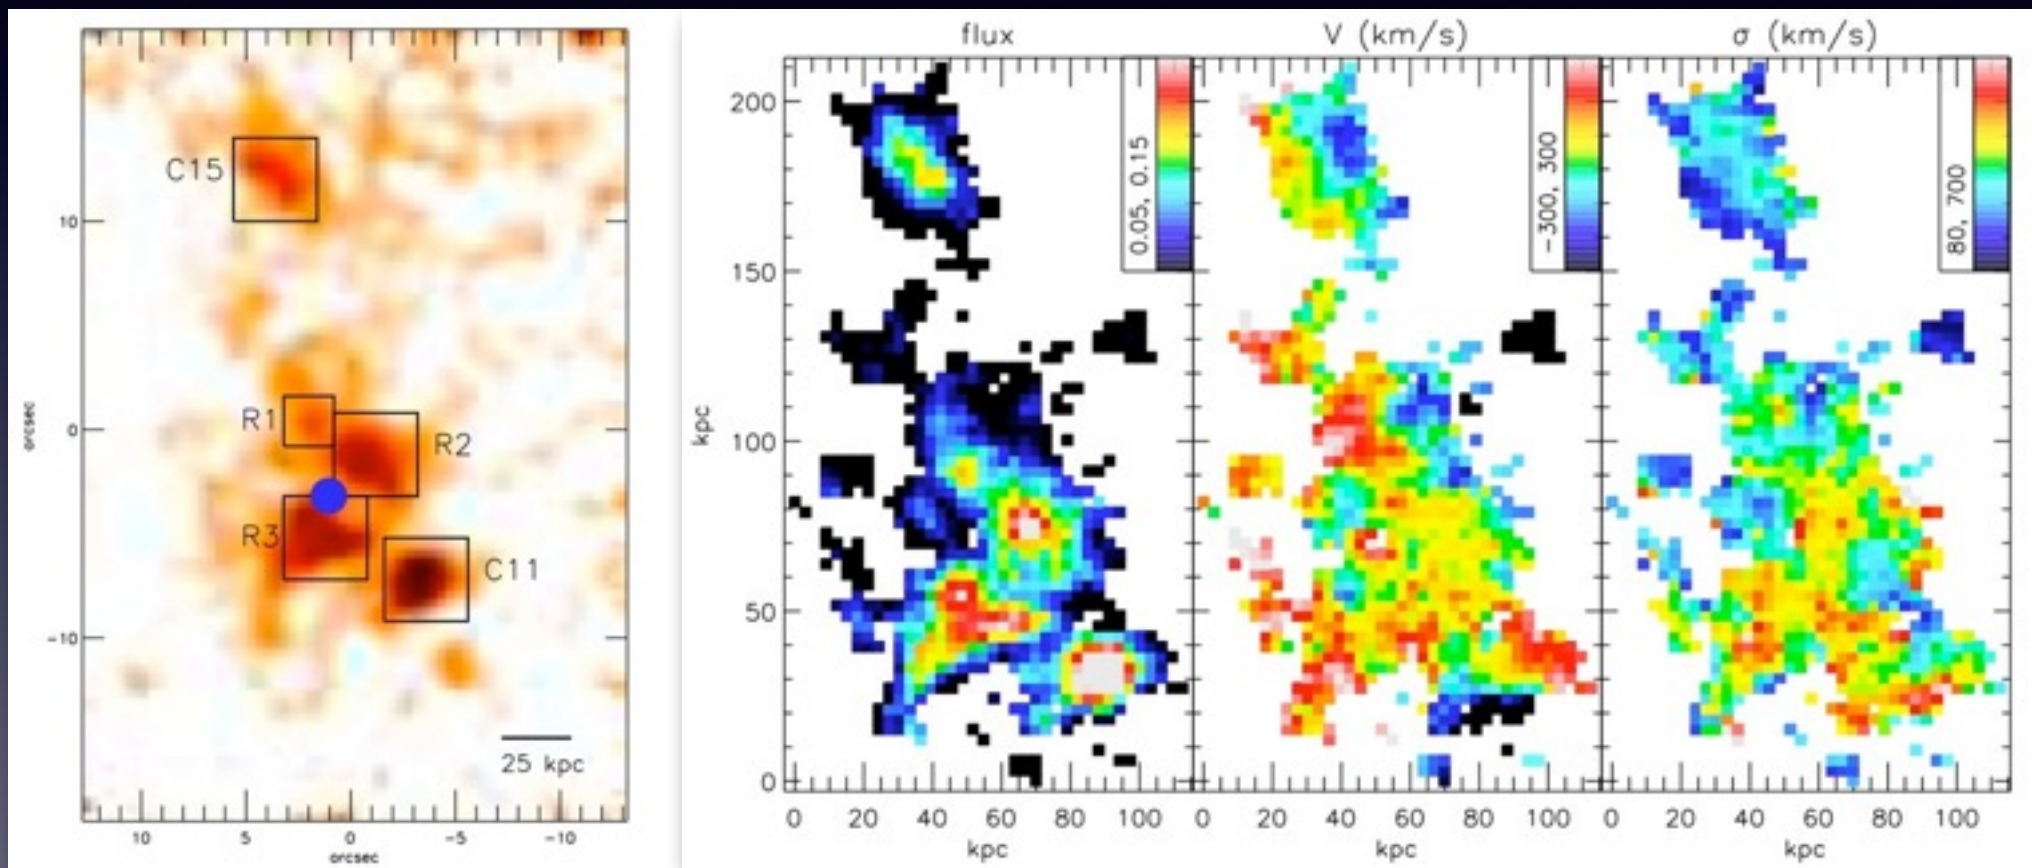 C15
R1
R2
R3
C11
25 kpc
10
0
−10
arcsec
10 5 0 −5 −10
arcsec
flux V (km/s) σ (km/s)
0.05, 0.15
−300, 300
80, 700
200
150
100
50
0
kpc
0 20 40 60 80 100
kpc
0 20 40 60 80 100
kpc
0 20 40 60 80 100
kpc